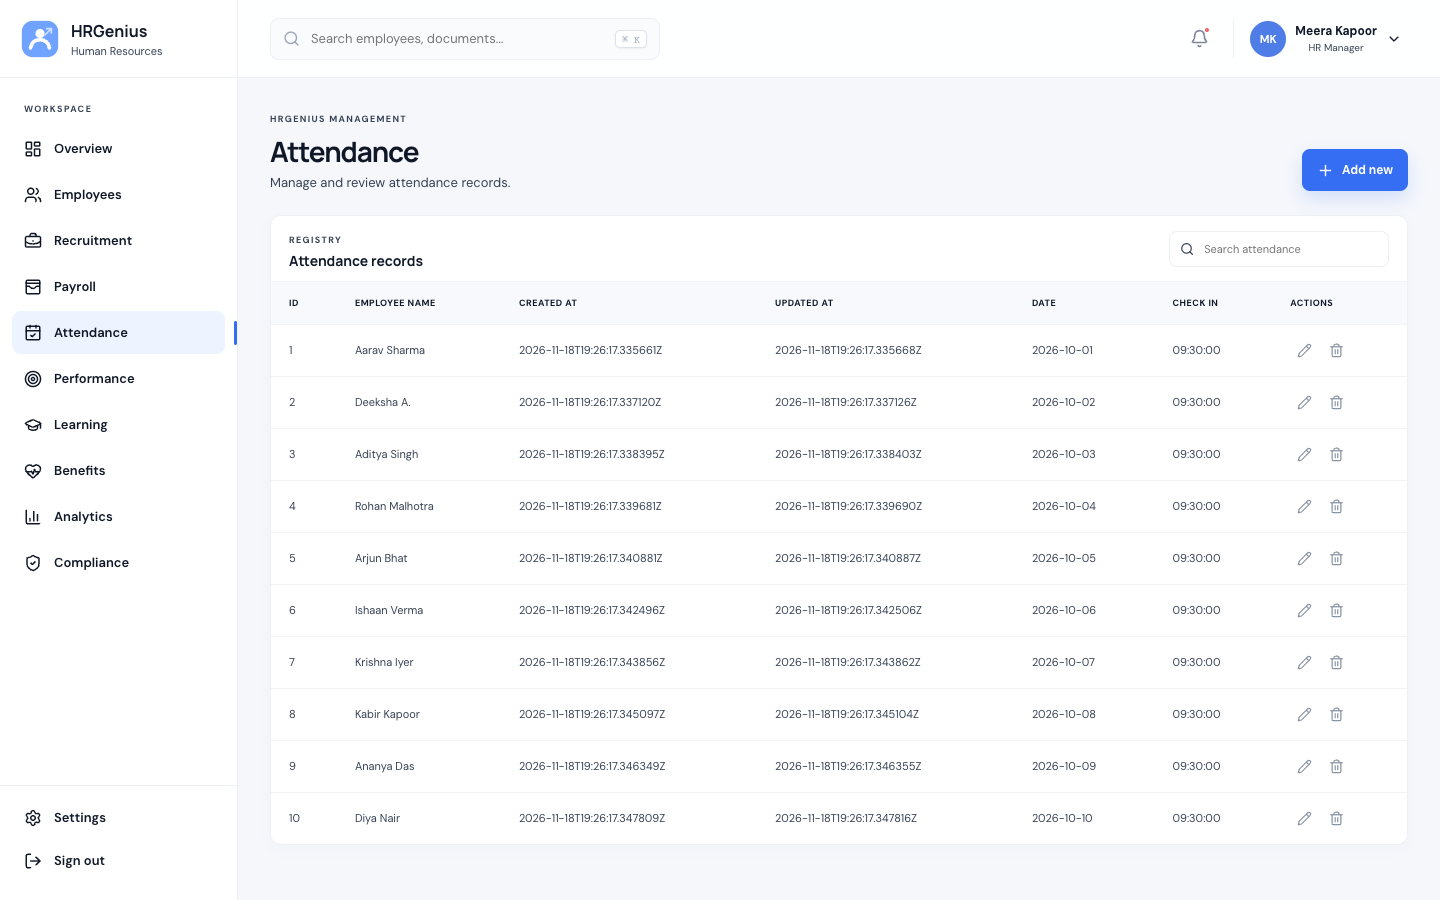 HRGenius
Human Resources
Search employees, documents...
⌘ K
MK
Meera Kapoor
HR Manager
WORKSPACE
Overview
Employees
Recruitment
Payroll
Attendance
Performance
Learning
Benefits
Analytics
Compliance
Settings
Sign out
HRGENIUS MANAGEMENT
Attendance
Manage and review attendance records.
Add new
REGISTRY
Attendance records
Search attendance
ID EMPLOYEE NAME CREATED AT UPDATED AT DATE CHECK IN ACTIONS
1 Aarav Sharma 2026-11-18T19:26:17.335661Z 2026-11-18T19:26:17.335668Z 2026-10-01 09:30:00
2 Deeksha A. 2026-11-18T19:26:17.337120Z 2026-11-18T19:26:17.337126Z 2026-10-02 09:30:00
3 Aditya Singh 2026-11-18T19:26:17.338395Z 2026-11-18T19:26:17.338403Z 2026-10-03 09:30:00
4 Rohan Malhotra 2026-11-18T19:26:17.339681Z 2026-11-18T19:26:17.339690Z 2026-10-04 09:30:00
5 Arjun Bhat 2026-11-18T19:26:17.340881Z 2026-11-18T19:26:17.340887Z 2026-10-05 09:30:00
6 Ishaan Verma 2026-11-18T19:26:17.342496Z 2026-11-18T19:26:17.342506Z 2026-10-06 09:30:00
7 Krishna Iyer 2026-11-18T19:26:17.343856Z 2026-11-18T19:26:17.343862Z 2026-10-07 09:30:00
8 Kabir Kapoor 2026-11-18T19:26:17.345097Z 2026-11-18T19:26:17.345104Z 2026-10-08 09:30:00
9 Ananya Das 2026-11-18T19:26:17.346349Z 2026-11-18T19:26:17.346355Z 2026-10-09 09:30:00
10 Diya Nair 2026-11-18T19:26:17.347809Z 2026-11-18T19:26:17.347816Z 2026-10-10 09:30:00